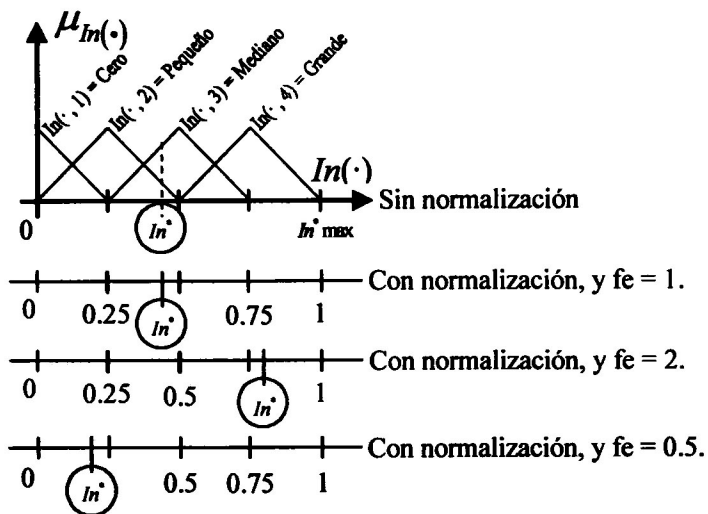 μIn(·)
In(·, 1) = Cero
In(·, 2) = Pequeño
In(·, 3) = Mediano
In(·, 4) = Grande
In(·)
Sin normalización
0 In* In* max
Con normalización, y fe = 1.
0 0.25 In* 0.75 1
Con normalización, y fe = 2.
0 0.25 0.5 In* 1
Con normalización, y fe = 0.5.
0 In* 0.5 0.75 1